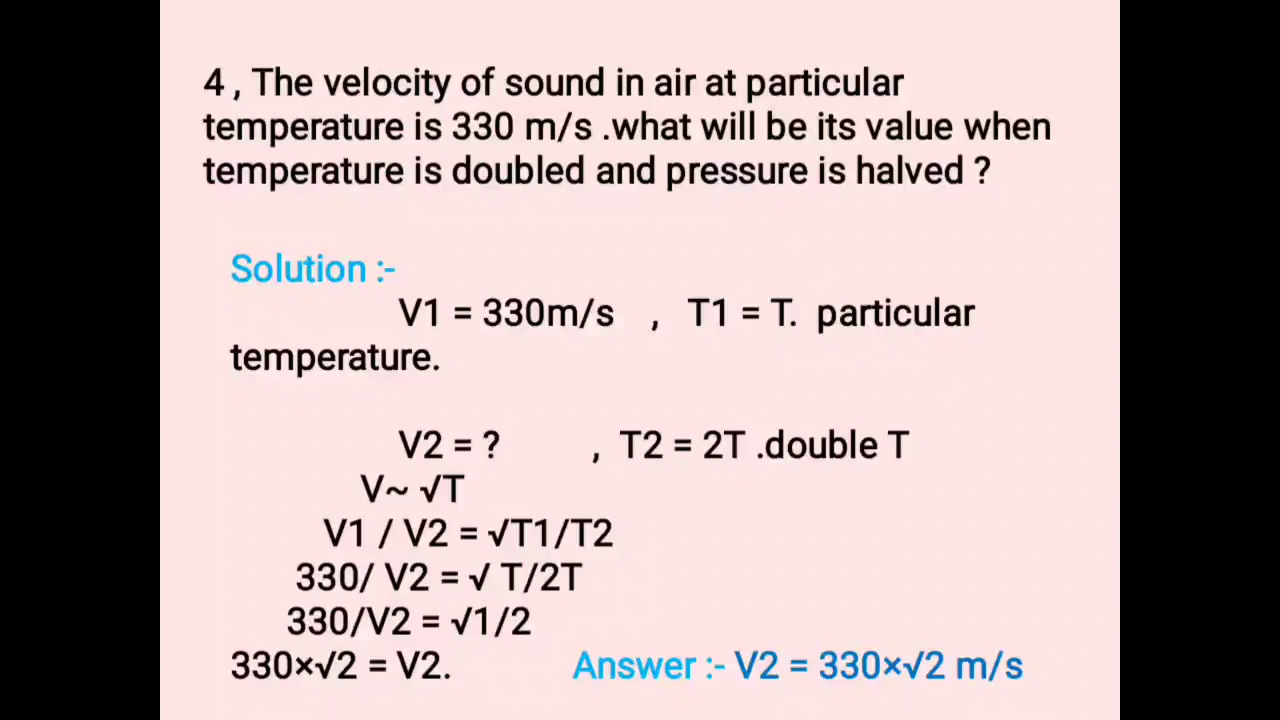 4 , The velocity of sound in air at particular
temperature is 330 m/s .what will be its value when
temperature is doubled and pressure is halved ?
Solution :-
V1 = 330m/s , T1 = T. particular
temperature.
V2 = ? , T2 = 2T .double T
V~ √T
V1 / V2 = √T1/T2
330/ V2 = √ T/2T
330/V2 = √1/2
330×√2 = V2. Answer :- V2 = 330×√2 m/s